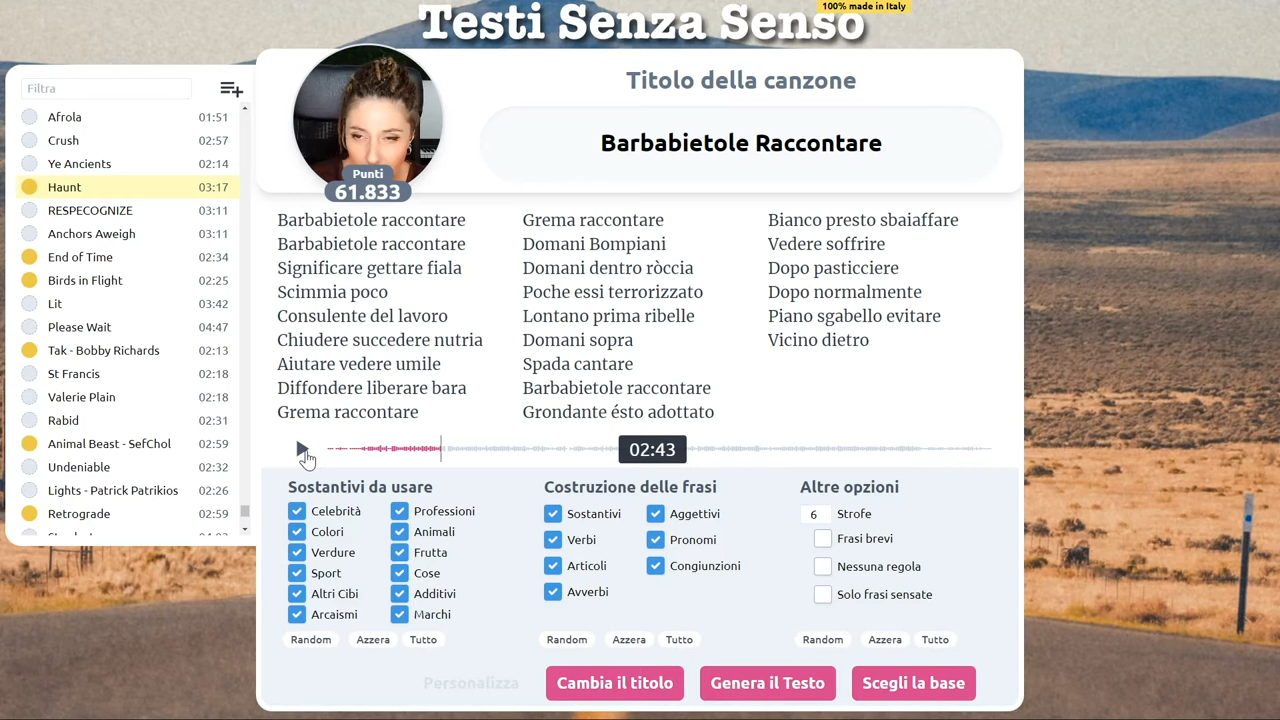 Testi Senza Senso
100% made in Italy
Filtra
Afrola 01:51
Crush 02:57
Ye Ancients 02:14
Haunt 03:17
RESPECOGNIZE 03:11
Anchors Aweigh 03:11
End of Time 02:34
Birds in Flight 02:25
Lit 03:42
Please Wait 04:47
Tak - Bobby Richards 02:13
St Francis 02:18
Valerie Plain 02:18
Rabid 02:31
Animal Beast - SefChol 02:59
Undeniable 02:32
Lights - Patrick Patrikios 02:26
Retrograde 02:59
Punti
61.833
Titolo della canzone
Barbabietole Raccontare
Barbabietole raccontare
Barbabietole raccontare
Significare gettare fiala
Scimmia poco
Consulente del lavoro
Chiudere succedere nutria
Aiutare vedere umile
Diffondere liberare bara
Grema raccontare
Grema raccontare
Domani Bompiani
Domani dentro ròccia
Poche essi terrorizzato
Lontano prima ribelle
Domani sopra
Spada cantare
Barbabietole raccontare
Grondante ésto adottato
Bianco presto sbaiaffare
Vedere soffrire
Dopo pasticciere
Dopo normalmente
Piano sgabello evitare
Vicino dietro
02:43
Sostantivi da usare
Celebrità Professioni
Colori Animali
Verdure Frutta
Sport Cose
Altri Cibi Additivi
Arcaismi Marchi
Random Azzera Tutto
Costruzione delle frasi
Sostantivi Aggettivi
Verbi Pronomi
Articoli Congiunzioni
Avverbi
Random Azzera Tutto
Altre opzioni
6 Strofe
Frasi brevi
Nessuna regola
Solo frasi sensate
Random Azzera Tutto
Personalizza
Cambia il titolo
Genera il Testo
Scegli la base